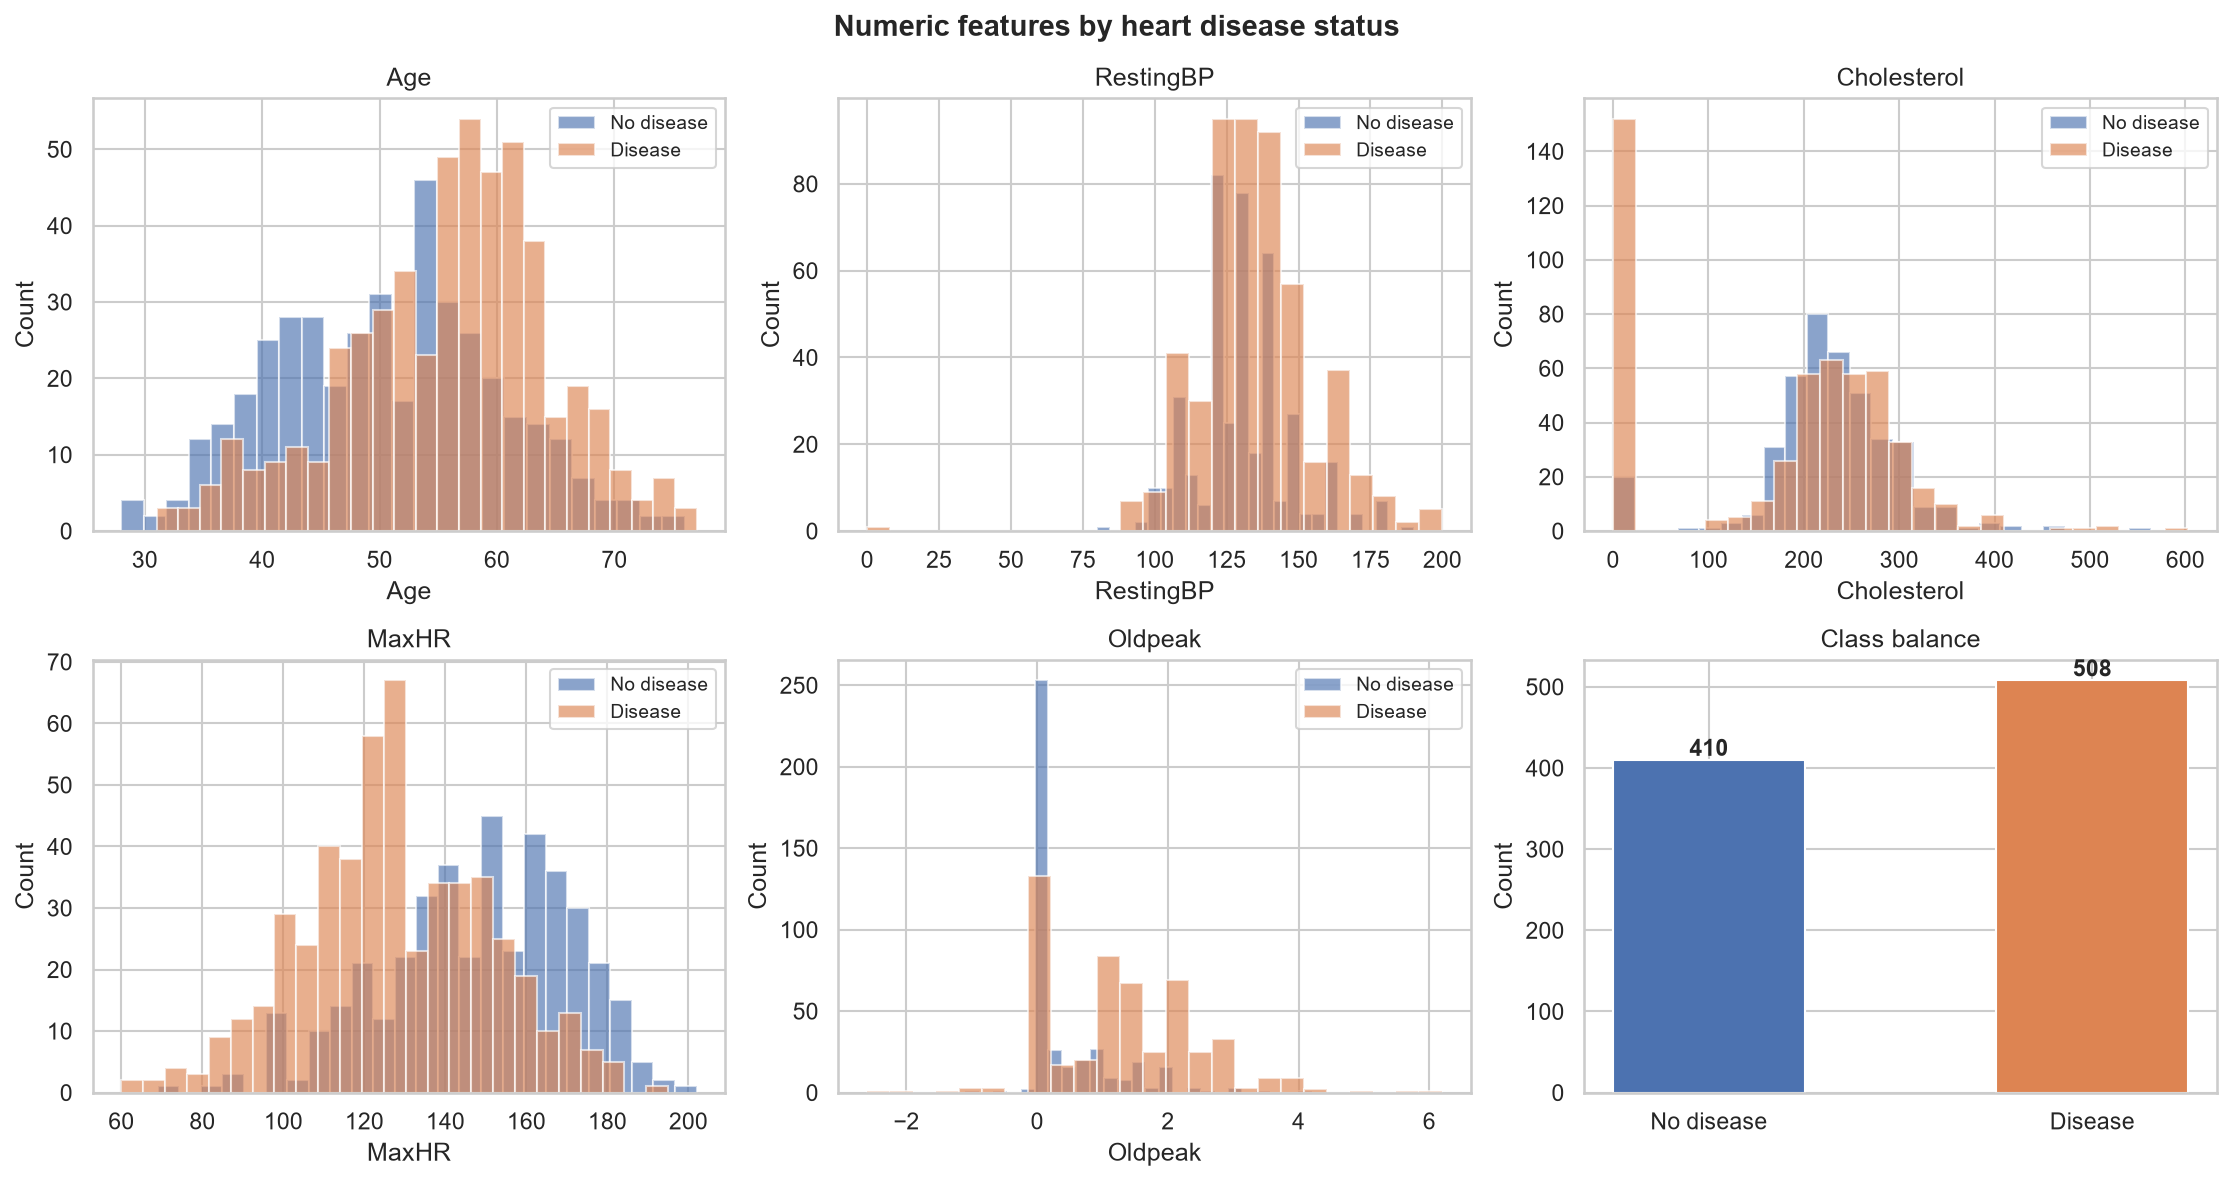 Numeric features by heart disease status
Age
No disease
Disease
50
40
30
20
10
0
Count
30 40 50 60 70
Age
RestingBP
No disease
Disease
80
60
40
20
0
Count
0 25 50 75 100 125 150 175 200
RestingBP
Cholesterol
No disease
Disease
140
120
100
80
60
40
20
0
Count
0 100 200 300 400 500 600
Cholesterol
MaxHR
No disease
Disease
70
60
50
40
30
20
10
0
Count
60 80 100 120 140 160 180 200
MaxHR
Oldpeak
No disease
Disease
250
200
150
100
50
0
Count
−2 0 2 4 6
Oldpeak
Class balance
508
410
500
400
300
200
100
0
Count
No disease Disease